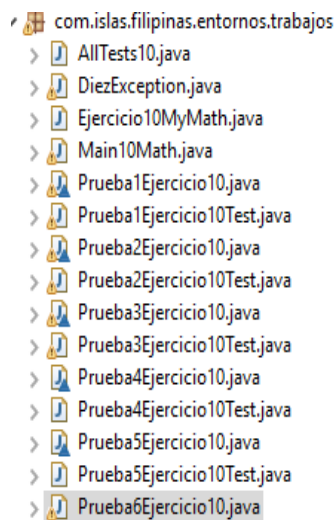 com.islas.filipinas.entornos.trabajos
AllTests10.java
DiezException.java
Ejercicio10MyMath.java
Main10Math.java
Prueba1Ejercicio10.java
Prueba1Ejercicio10Test.java
Prueba2Ejercicio10.java
Prueba2Ejercicio10Test.java
Prueba3Ejercicio10.java
Prueba3Ejercicio10Test.java
Prueba4Ejercicio10.java
Prueba4Ejercicio10Test.java
Prueba5Ejercicio10.java
Prueba5Ejercicio10Test.java
Prueba6Ejercicio10.java